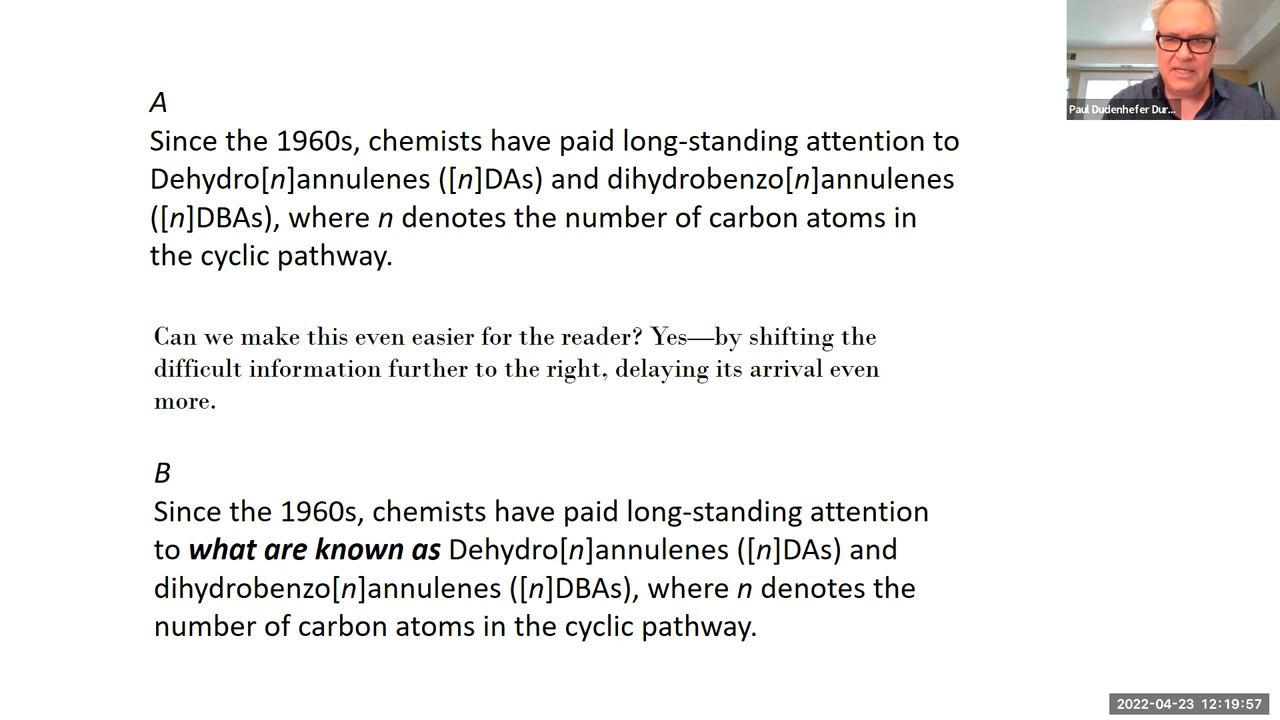 A
Since the 1960s, chemists have paid long-standing attention to
Dehydro[n]annulenes ([n]DAs) and dihydrobenzo[n]annulenes
([n]DBAs), where n denotes the number of carbon atoms in
the cyclic pathway.
Can we make this even easier for the reader? Yes—by shifting the
difficult information further to the right, delaying its arrival even
more.
B
Since the 1960s, chemists have paid long-standing attention
to what are known as Dehydro[n]annulenes ([n]DAs) and
dihydrobenzo[n]annulenes ([n]DBAs), where n denotes the
number of carbon atoms in the cyclic pathway.
Paul Dudenhefer Dur...
2022-04-23 12:19:57